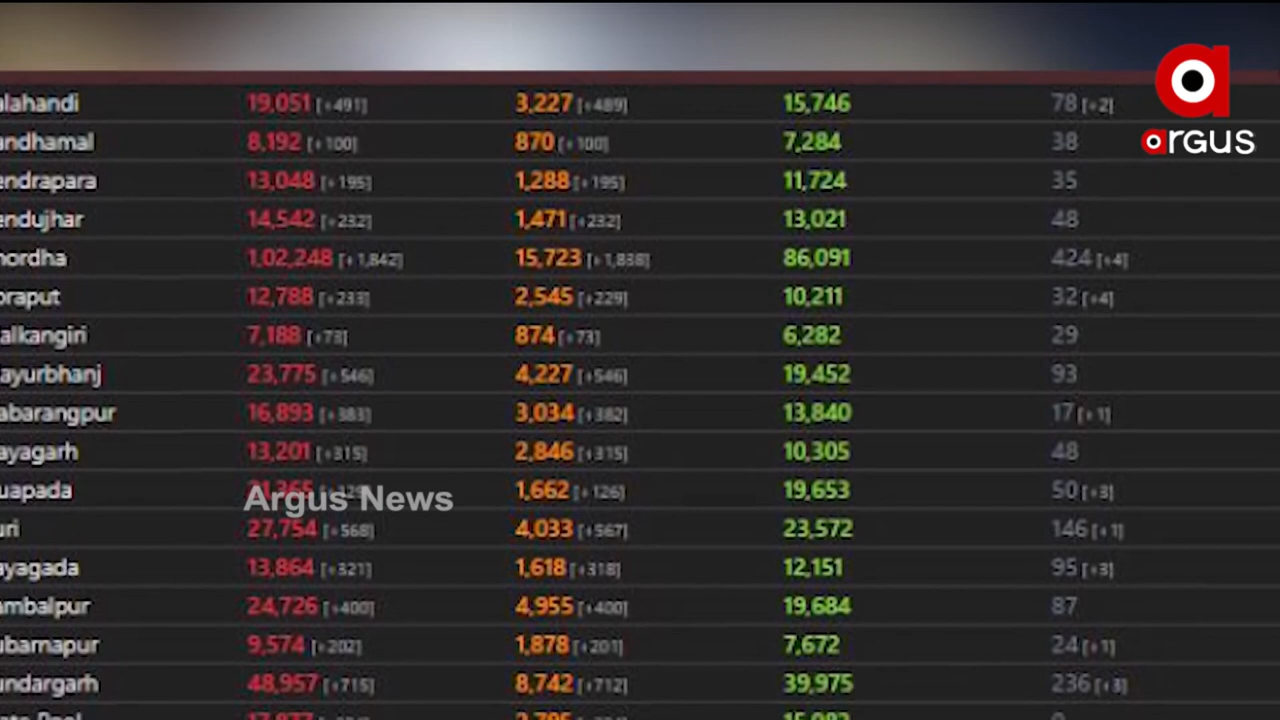 alahandi 19,051 [+491] 3,227 [+489] 15,746 78 [+2]
andhamal 8,192 [+100] 870 [+100] 7,284 38
endrapara 13,048 [+195] 1,288 [+195] 11,724 35
endujhar 14,542 [+232] 1,471 [+232] 13,021 48
hordha 1,02,248 [+1,842] 15,723 [+1,838] 86,091 424 [+4]
oraput 12,788 [+233] 2,545 [+229] 10,211 32 [+4]
alkangiri 7,188 [+73] 874 [+73] 6,282 29
ayurbhanj 23,775 [+546] 4,227 [+546] 19,452 93
abarangpur 16,893 [+383] 3,034 [+382] 13,840 17 [+1]
ayagarh 13,201 [+315] 2,846 [+315] 10,305 48
uapada 1,662 [+126] 19,653 50 [+3]
uri 27,754 [+568] 4,033 [+567] 23,572 146 [+1]
ayagada 13,864 [+321] 1,618 [+318] 12,151 95 [+3]
ambalpur 24,726 [+400] 4,955 [+400] 19,684 87
ubarnapur 9,574 [+202] 1,878 [+201] 7,672 24 [+1]
undargarh 48,957 [+715] 8,742 [+712] 39,975 236 [+3]
argus
Argus News